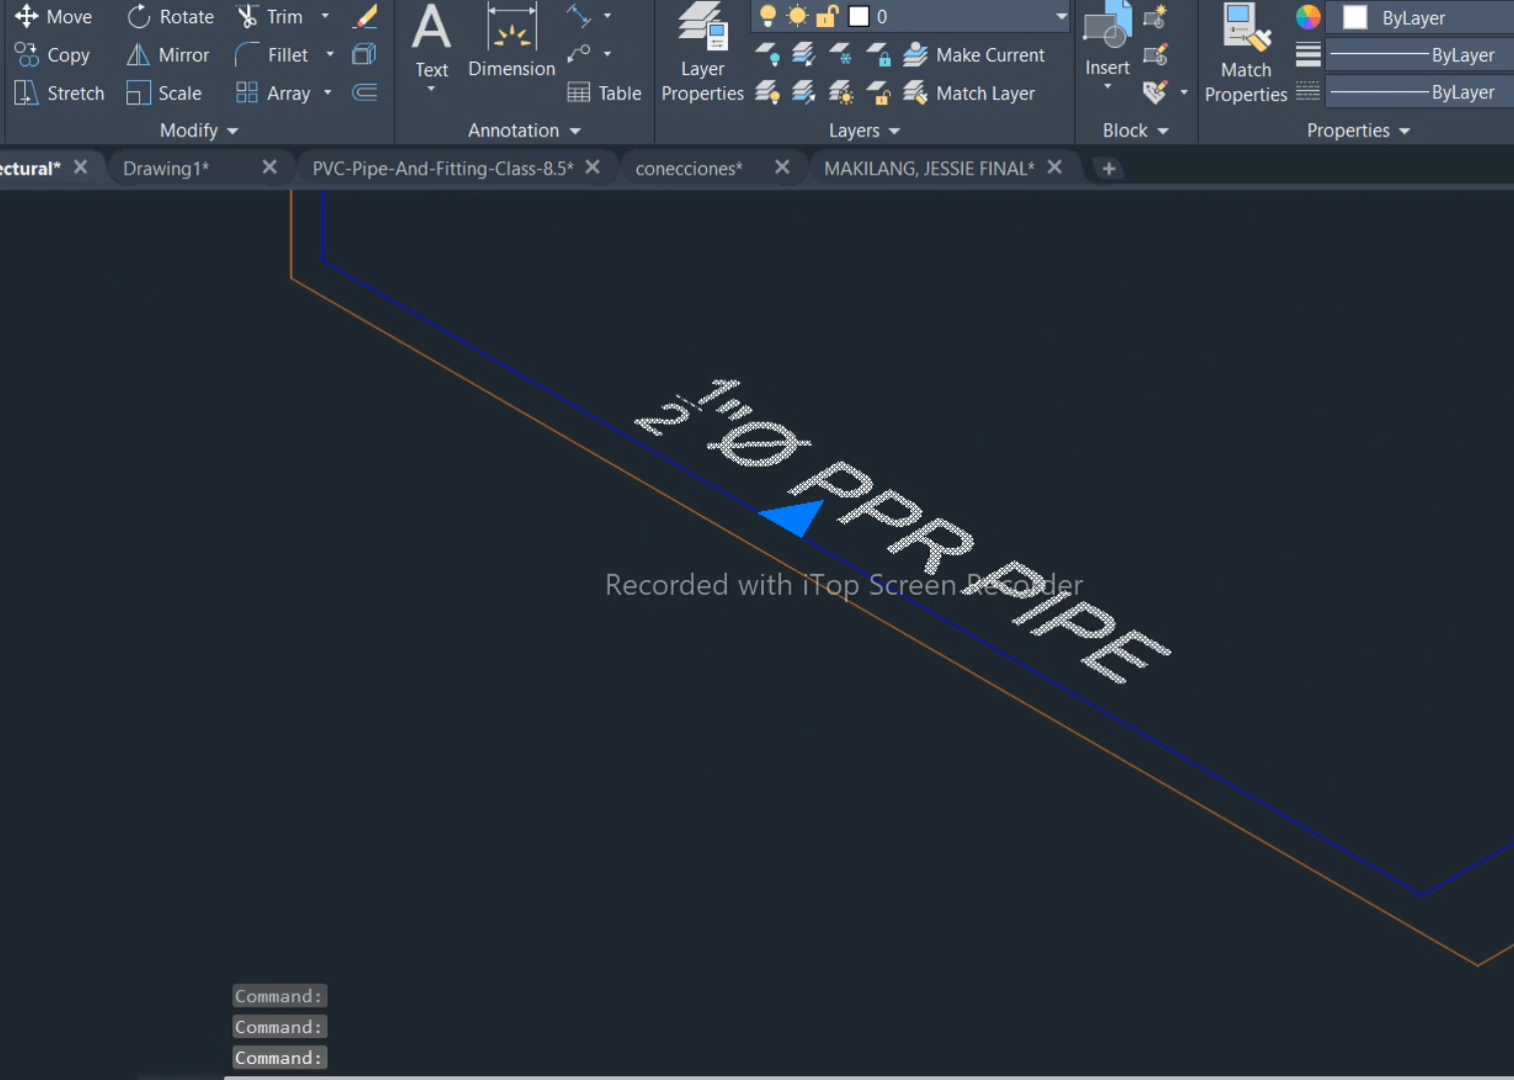 Move Rotate Trim
Copy Mirror Fillet
Stretch Scale Array
Modify
Text Dimension Table
Annotation
0
Layer Properties
Make Current
Match Layer
Layers
Insert
Block
Match Properties
ByLayer
ByLayer
ByLayer
Properties
ectural* Drawing1* PVC-Pipe-And-Fitting-Class-8.5* conecciones* MAKILANG, JESSIE FINAL*
1/2"Ø PPR PIPE
Recorded with iTop Screen Recorder
Command:
Command:
Command: